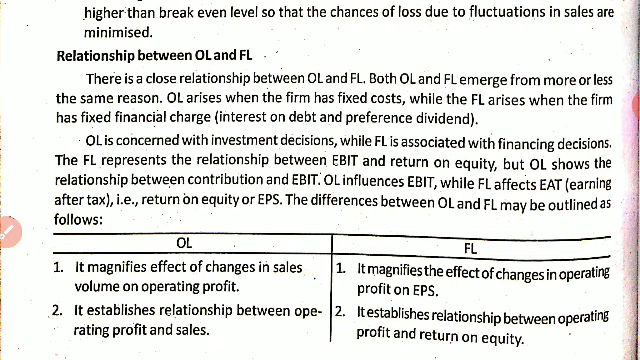 higher than break even level so that the chances of loss due to fluctuations in sales are
minimised.
Relationship between OL and FL
There is a close relationship between OL and FL. Both OL and FL emerge from more or less
the same reason. OL arises when the firm has fixed costs, while the FL arises when the firm
has fixed financial charge (interest on debt and preference dividend).
OL is concerned with investment decisions, while FL is associated with financing decisions.
The FL represents the relationship between EBIT and return on equity, but OL shows the
relationship between contribution and EBIT. OL influences EBIT, while FL affects EAT (earning
after tax), i.e., return on equity or EPS. The differences between OL and FL may be outlined as
follows:
OL
FL
1. It magnifies effect of changes in sales
volume on operating profit.
1. It magnifies the effect of changes in operating
profit on EPS.
2. It establishes relationship between ope-
rating profit and sales.
2. It establishes relationship between operating
profit and return on equity.